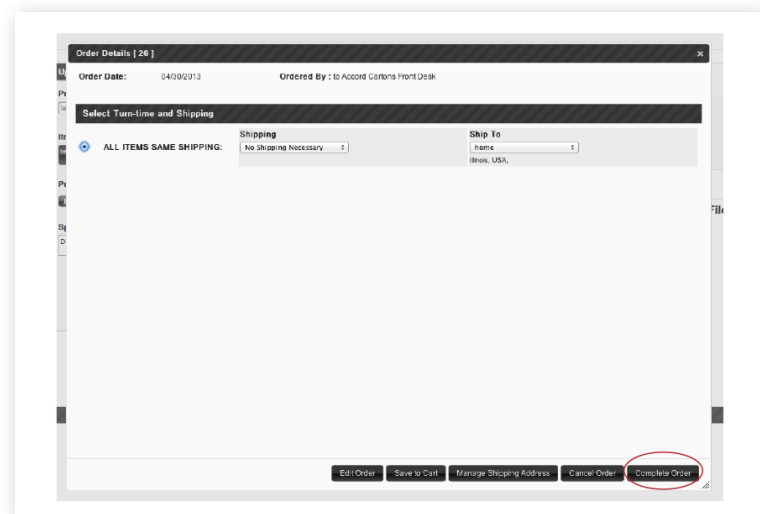 Order Details [ 26 ]
Order Date: 04/30/2013 Ordered By : to Accord Cartons Front Desk
Select Turn-time and Shipping
Shipping Ship To
ALL ITEMS SAME SHIPPING: No Shipping Necessary home
Illinois, USA,
Edit Order Save to Cart Manage Shipping Address Cancel Order Complete Order